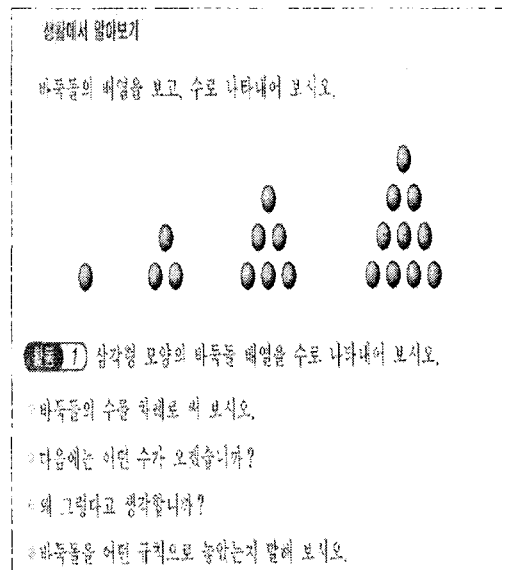 생활에서 알아보기
바둑돌의 배열을 보고, 수로 나타내어 보시오.
활동 1 삼각형 모양의 바둑돌 배열을 수로 나타내어 보시오.
바둑돌의 수를 차례로 써 보시오.
다음에는 어떤 수가 오겠습니까?
왜 그렇다고 생각합니까?
바둑돌을 어떤 규칙으로 놓았는지 말해 보시오.